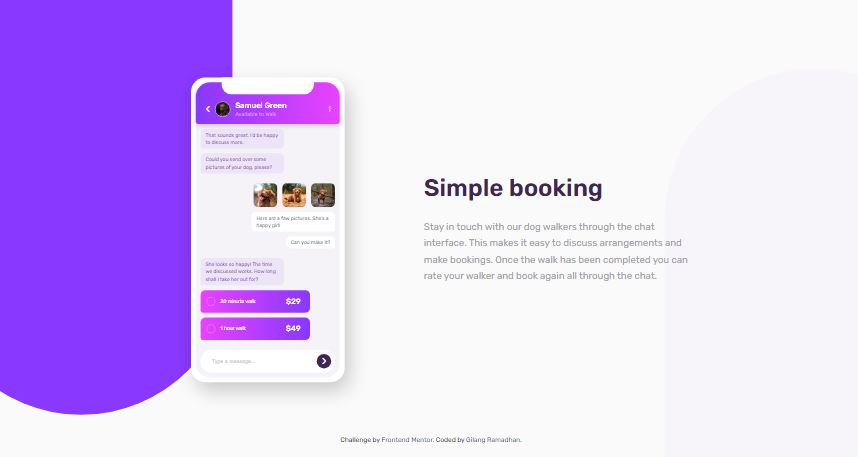 Samuel Green
Available to Walk
That sounds great. I'd be happy
to discuss more.
Could you send over some
pictures of your dog, please?
Here are a few pictures. She's a
happy girl!
Can you make it?
She looks so happy! The time
we discussed works. How long
shall I take her out for?
30 minute walk $29
1 hour walk $49
Type a message…
Simple booking
Stay in touch with our dog walkers through the chat
interface. This makes it easy to discuss arrangements and
make bookings. Once the walk has been completed you can
rate your walker and book again all through the chat.
Challenge by Frontend Mentor. Coded by Gilang Ramadhan.